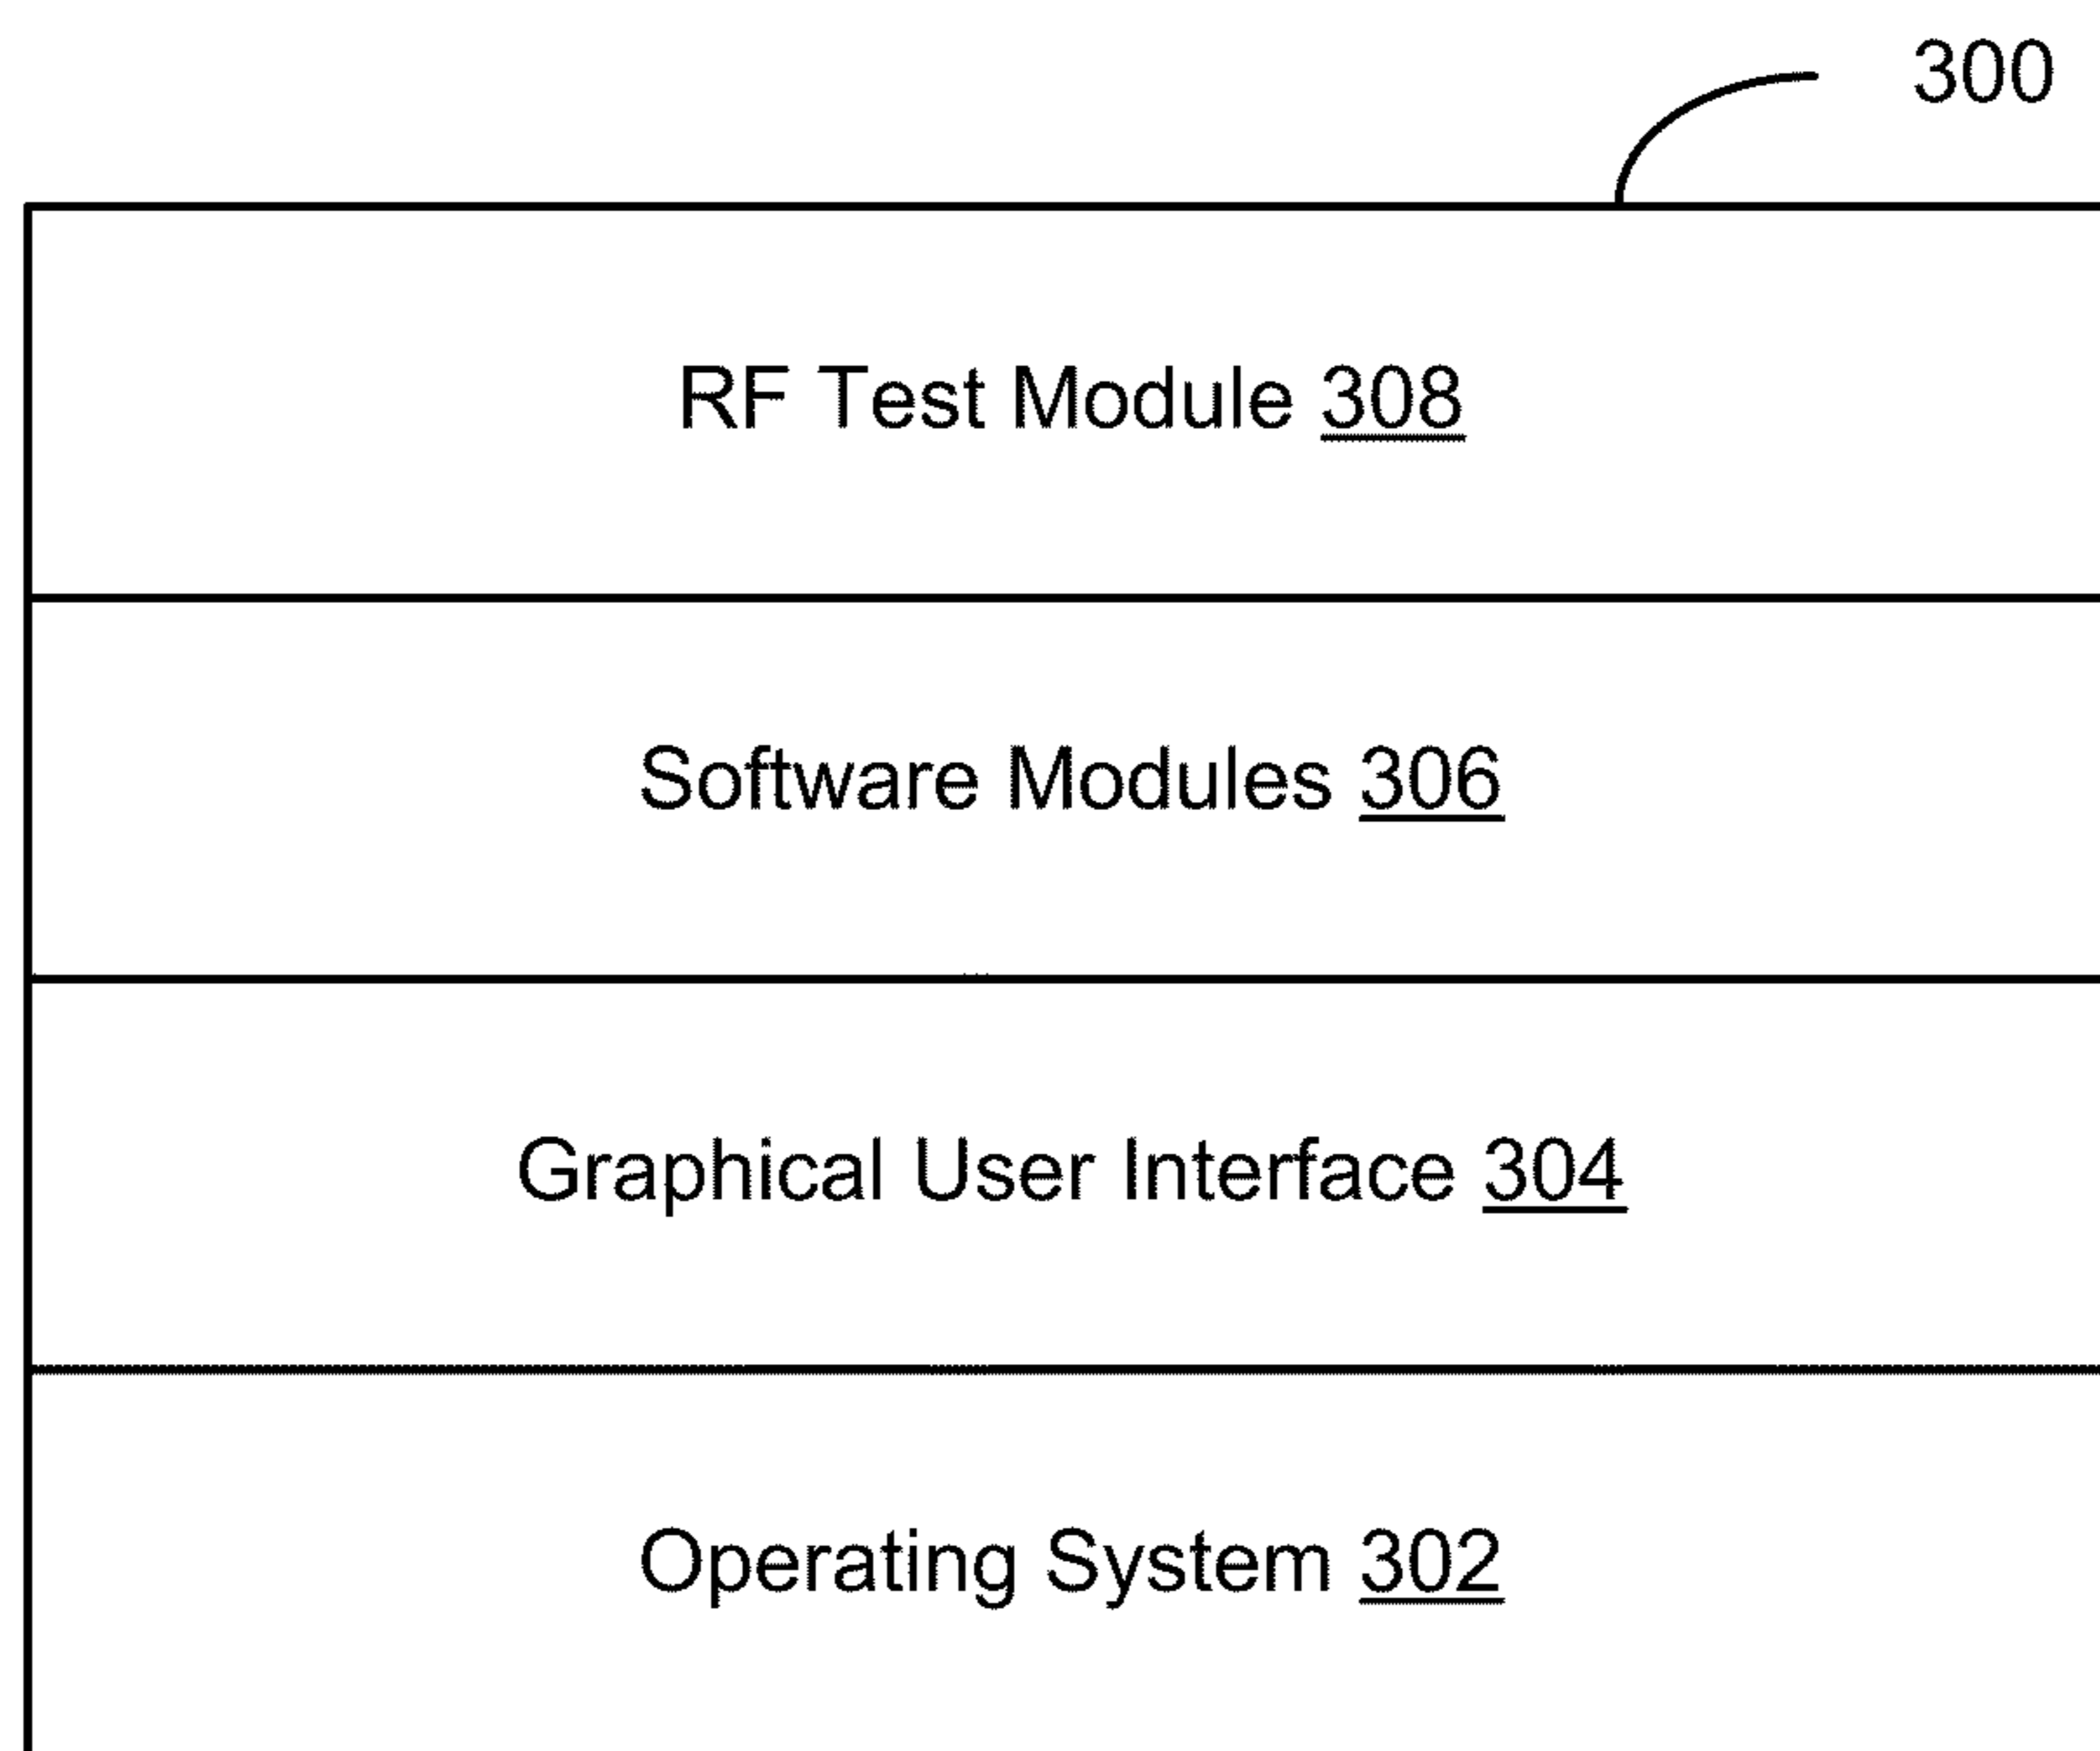 300
RF Test Module 308
Software Modules 306
Graphical User Interface 304
Operating System 302